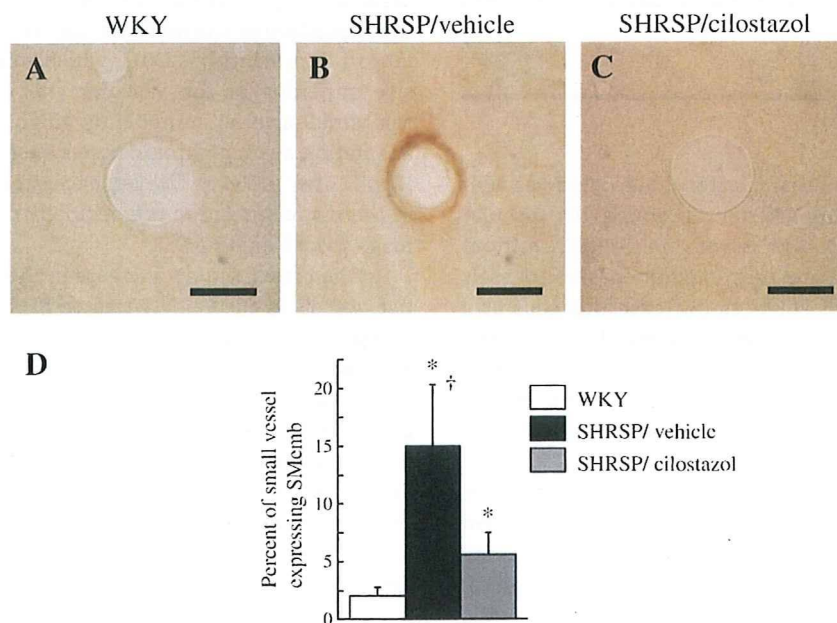 WKY
SHRSP/vehicle
SHRSP/cilostazol
A
B
C
D
Percent of small vessel
expressing SMemb
20
15
10
5
0
*
†
*
WKY
SHRSP/ vehicle
SHRSP/ cilostazol